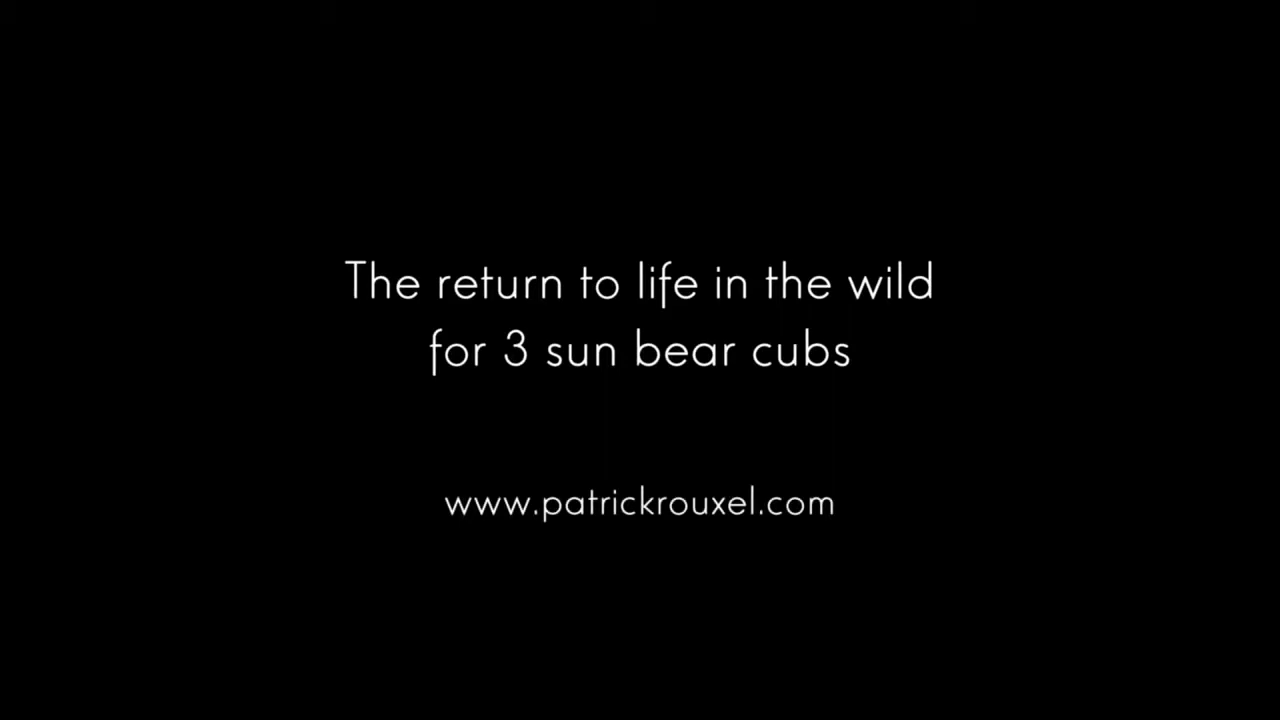 The return to life in the wild
for 3 sun bear cubs
www.patrickrouxel.com